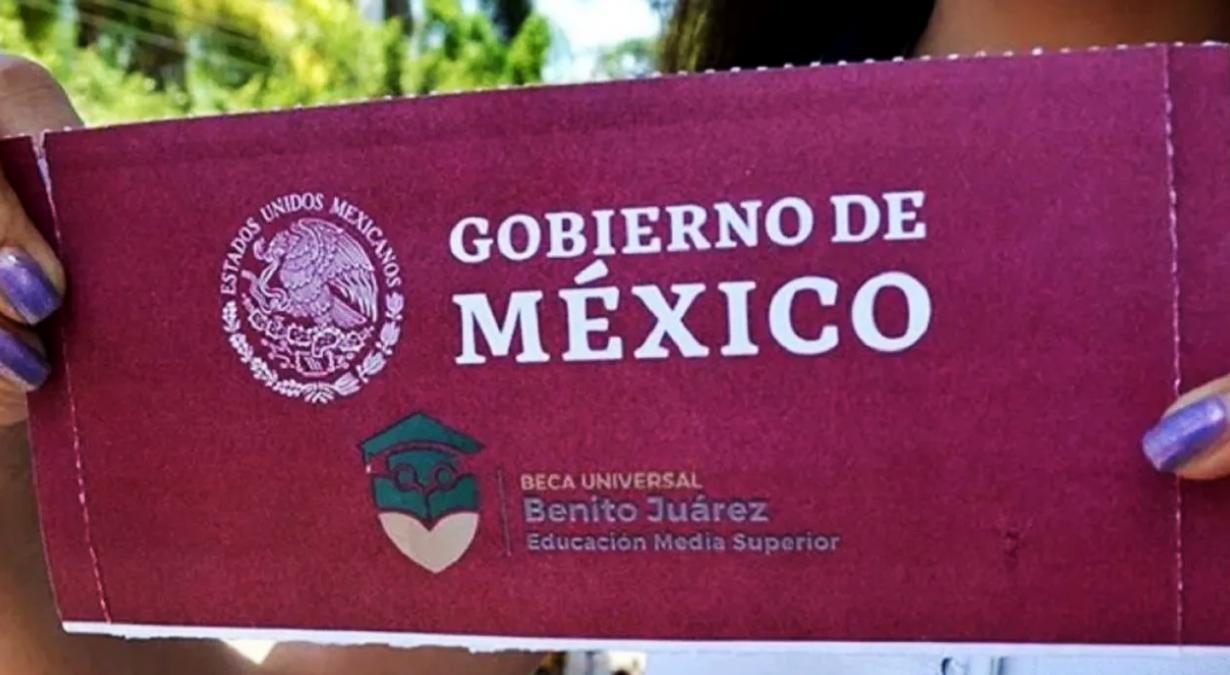 ESTADOS UNIDOS MEXICANOS
GOBIERNO DE
MÉXICO
BECA UNIVERSAL
Benito Juárez
Educación Media Superior